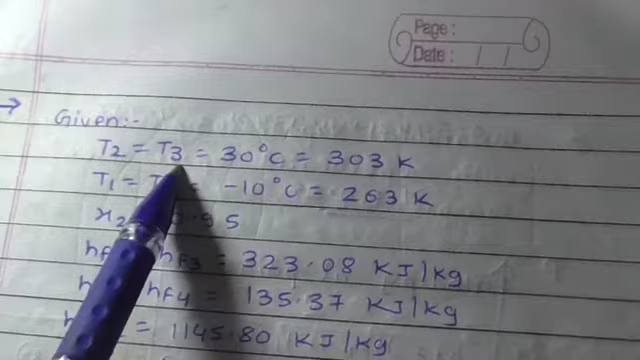 Page:
Date: / /
→ Given:-
T2 = T3 = 30°C = 303 K
T1 = = -10°C = 263 K
x2 .95
hf3 = 323.08 KJ/kg
hf4 = 135.37 KJ/kg
= 1145.80 KJ/kg